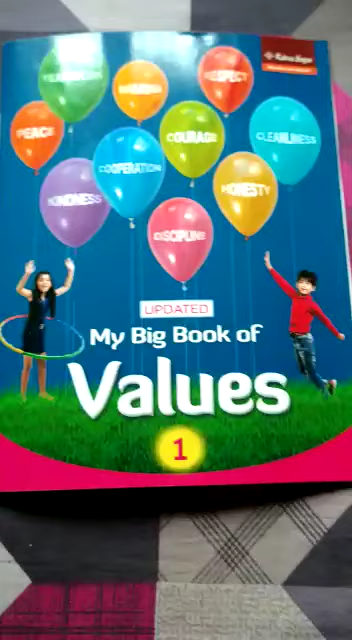 RESPECT
PEACE
COURAGE
CLEANLINESS
COOPERATION
KINDNESS
HONESTY
DISCIPLINE
UPDATED
My Big Book of
Values
1